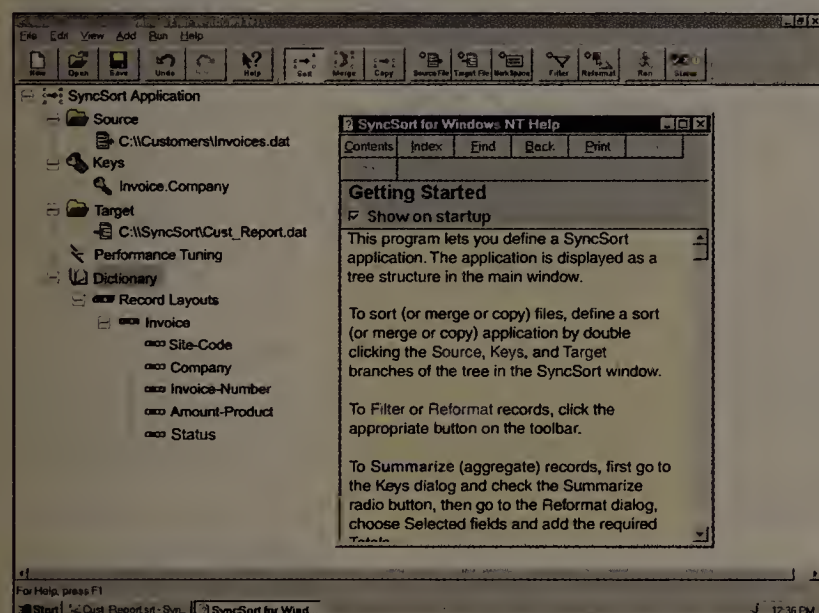 File Edit View Add Run Help
New Open Save Undo Help Sort Merge Copy Source File Target File Work Space Filter Reformat Run Status
SyncSort Application
Source
C:\\Customers\Invoices.dat
Keys
Invoice.Company
Target
C:\\SyncSort\Cust_Report.dat
Performance Tuning
Dictionary
Record Layouts
Invoice
Site-Code
Company
Invoice-Number
Amount-Product
Status
SyncSort for Windows NT Help
Contents Index Find Back Print
Getting Started
Show on startup
This program lets you define a SyncSort
application. The application is displayed as a
tree structure in the main window.
To sort (or merge or copy) files, define a sort
(or merge or copy) application by double
clicking the Source, Keys, and Target
branches of the tree in the SyncSort window.
To Filter or Reformat records, click the
appropriate button on the toolbar.
To Summarize (aggregate) records, first go to
the Keys dialog and check the Summarize
radio button, then go to the Reformat dialog,
choose Selected fields and add the required
Totals
For Help, press F1
Start Cust_Report.srt - Syn... SyncSort for Wind... 12:36 PM